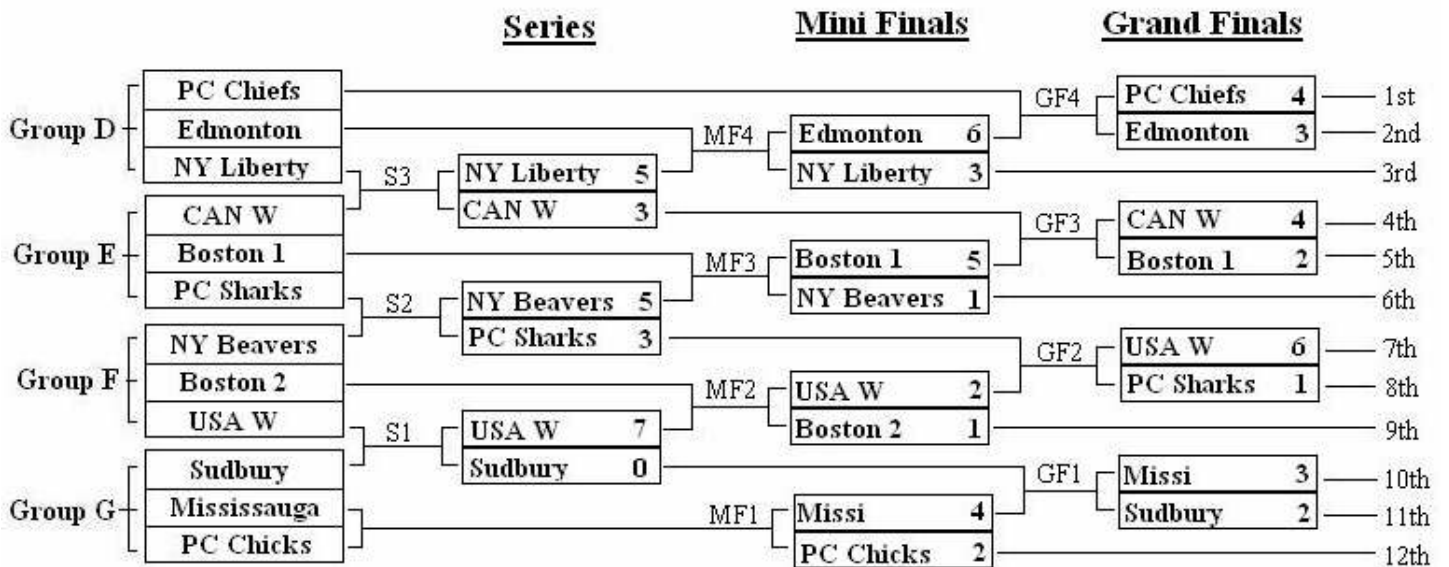 Series Mini Finals Grand Finals
Group D
PC Chiefs
Edmonton
NY Liberty
Group E
CAN W
Boston 1
PC Sharks
Group F
NY Beavers
Boston 2
USA W
Group G
Sudbury
Mississauga
PC Chicks
S3
NY Liberty 5
CAN W 3
S2
NY Beavers 5
PC Sharks 3
S1
USA W 7
Sudbury 0
MF4
Edmonton 6
NY Liberty 3
MF3
Boston 1 5
NY Beavers 1
MF2
USA W 2
Boston 2 1
MF1
Missi 4
PC Chicks 2
GF4
PC Chiefs 4 1st
Edmonton 3 2nd
3rd
GF3
CAN W 4 4th
Boston 1 2 5th
6th
GF2
USA W 6 7th
PC Sharks 1 8th
9th
GF1
Missi 3 10th
Sudbury 2 11th
12th